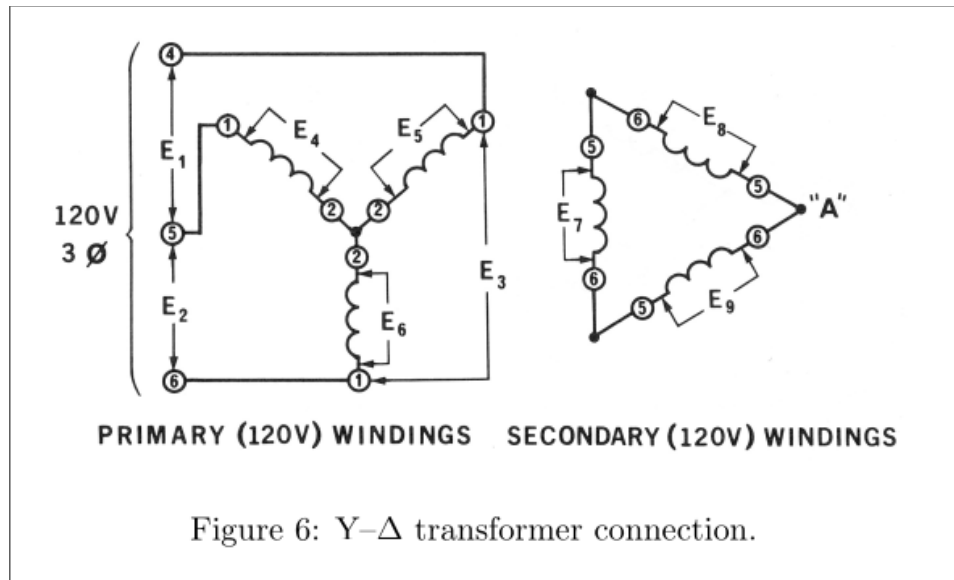 4
1
E4
E5
1
6
E8
E1
5
5
2
2
"A"
120V
3 Ø
5
E7
6
2
E3
E2
E6
6
5
E9
6
1
PRIMARY (120V) WINDINGS
SECONDARY (120V) WINDINGS
Figure 6: Y–Δ transformer connection.